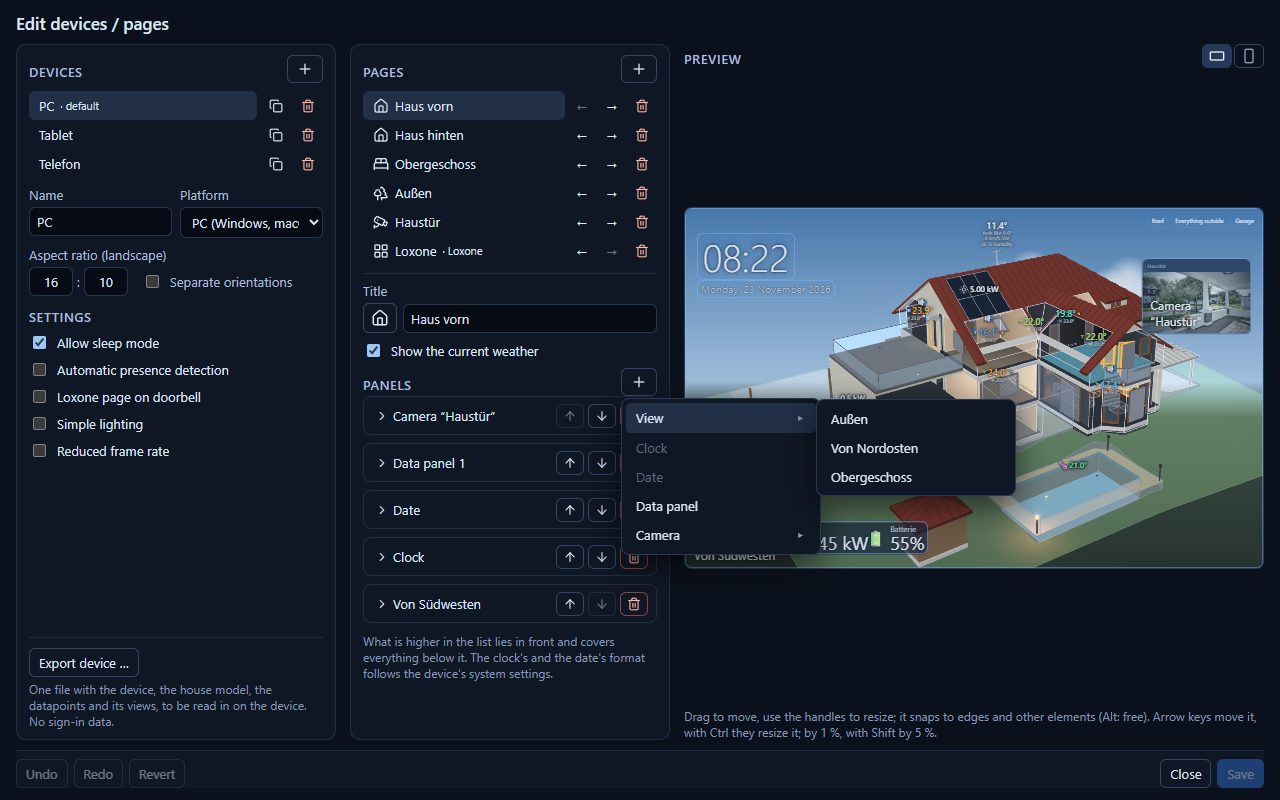 Edit devices / pages
DEVICES
PC · default
Tablet
Telefon
Name
Platform
PC
PC (Windows, mac
Aspect ratio (landscape)
16 : 10
Separate orientations
SETTINGS
Allow sleep mode
Automatic presence detection
Loxone page on doorbell
Simple lighting
Reduced frame rate
Export device ...
One file with the device, the house model, the
datapoints and its views, to be read in on the device.
No sign-in data.
PAGES
Haus vorn
Haus hinten
Obergeschoss
Außen
Haustür
Loxone · Loxone
Title
Haus vorn
Show the current weather
PANELS
Camera “Haustür”
Data panel 1
Date
Clock
Von Südwesten
What is higher in the list lies in front and covers
everything below it. The clock's and the date's format
follows the device's system settings.
View
Clock
Date
Data panel
Camera
Außen
Von Nordosten
Obergeschoss
PREVIEW
08:22
Monday, 23 November 2026
11.4°
Roof
Everything outside
Garage
Haustür
Camera
“Haustür”
5.00 kW
23.9°
19.8°
22.0°
22.0°
24.0°
21.0°
45 kW
Batterie
55%
Von Südwesten
Drag to move, use the handles to resize; it snaps to edges and other elements (Alt: free). Arrow keys move it,
with Ctrl they resize it; by 1 %, with Shift by 5 %.
Undo
Redo
Revert
Close
Save